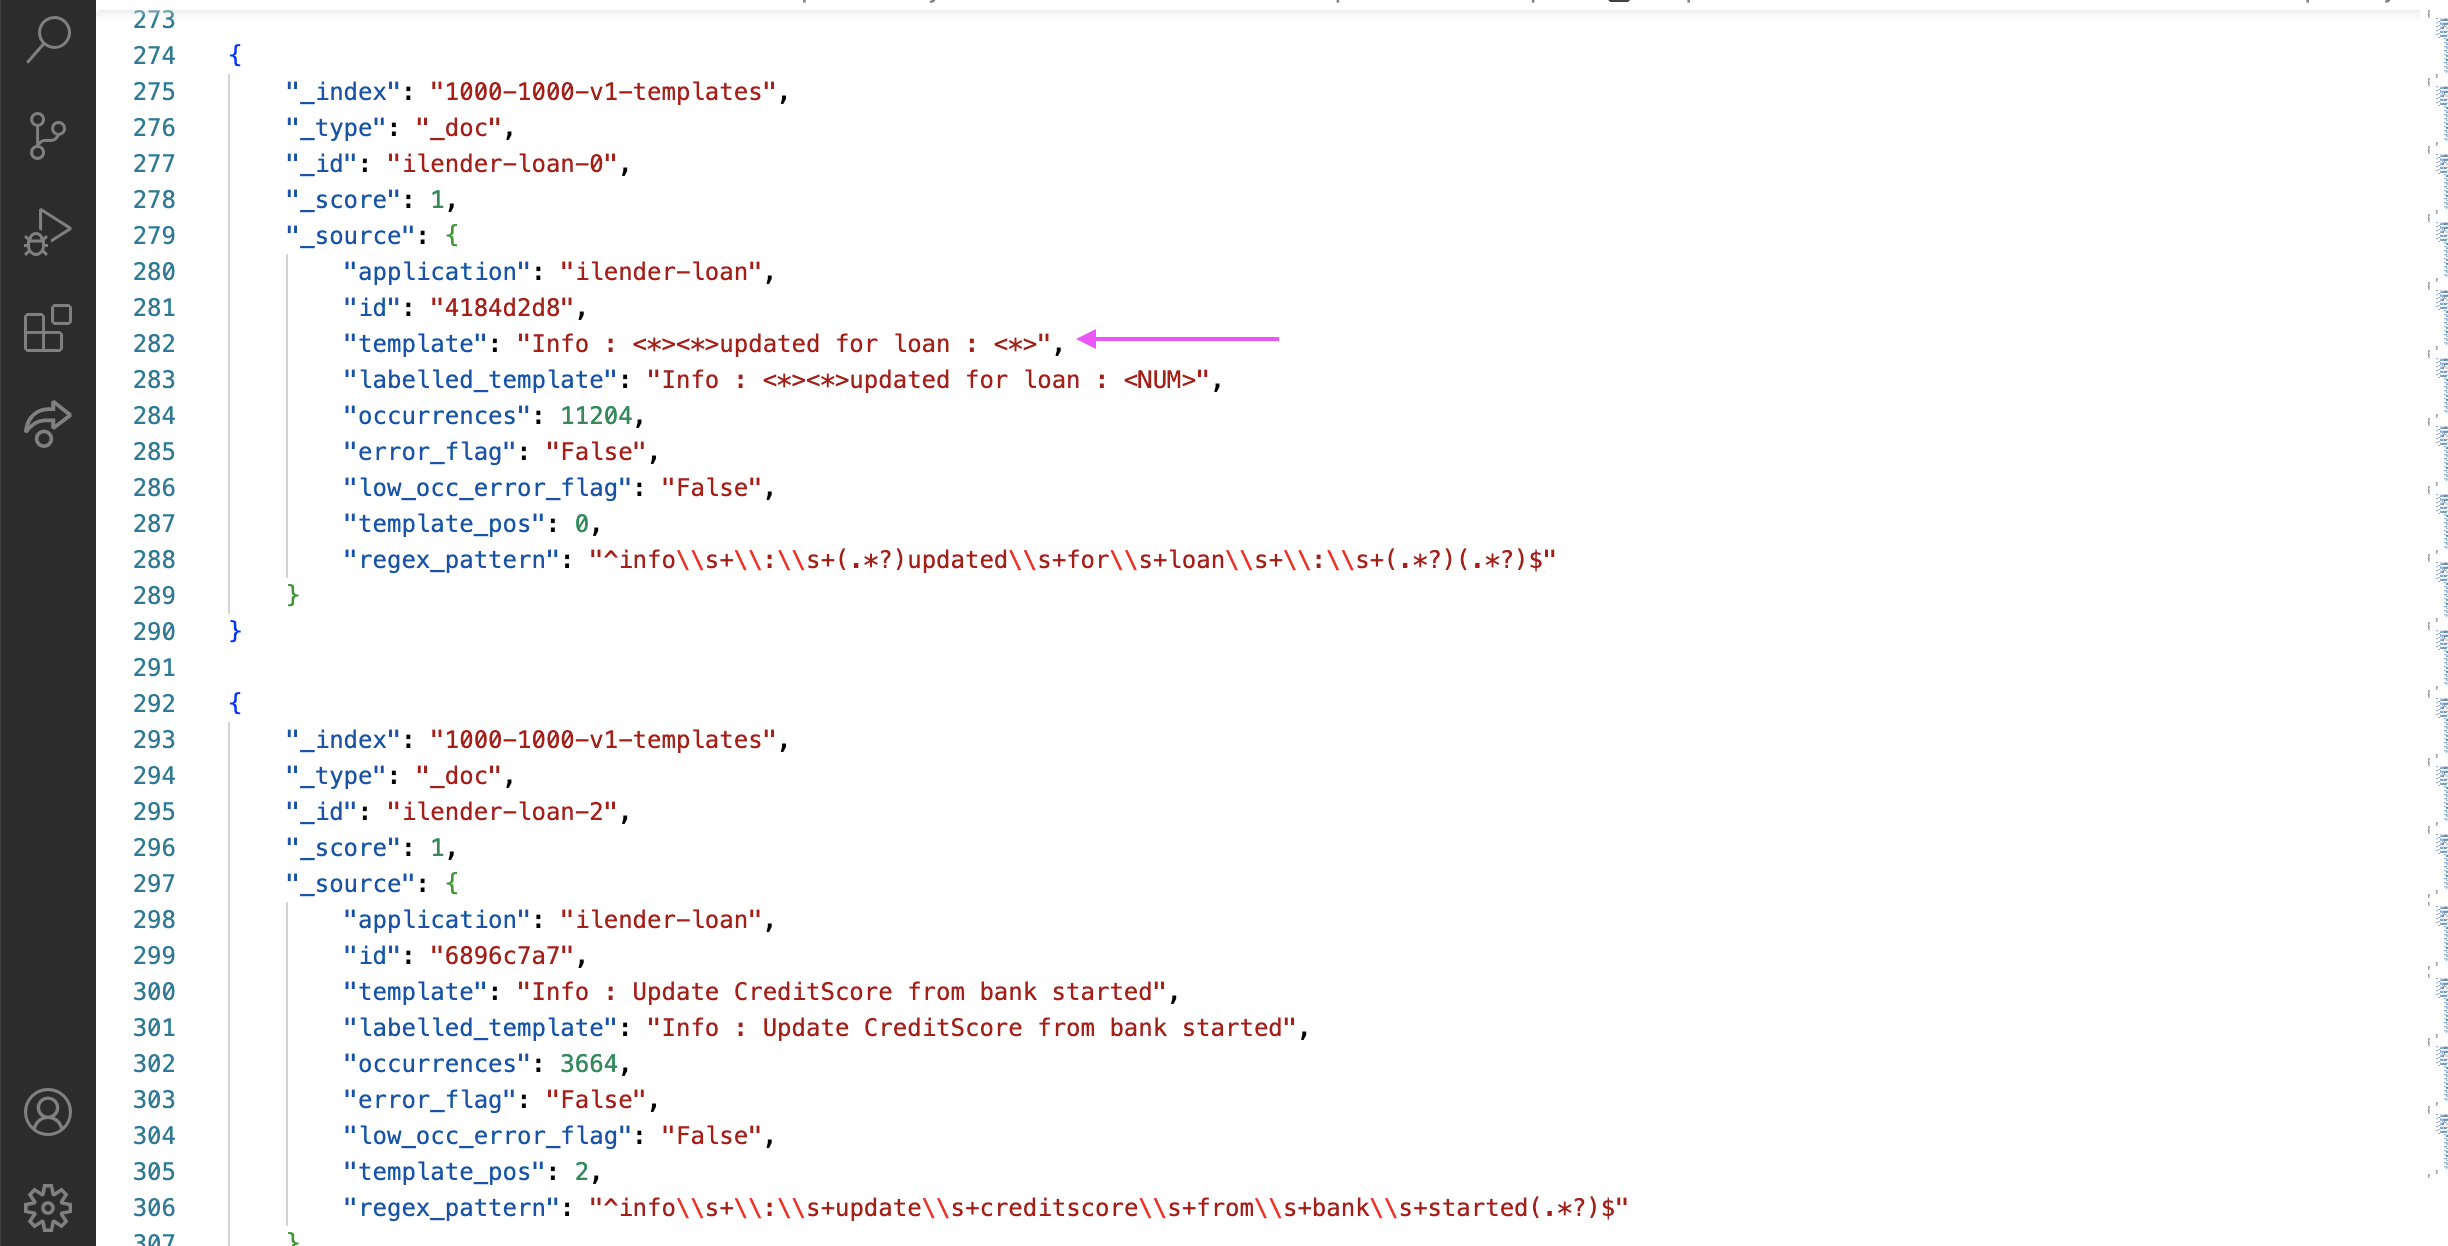 273
274 {
275 "_index": "1000-1000-v1-templates",
276 "_type": "_doc",
277 "_id": "ilender-loan-0",
278 "_score": 1,
279 "_source": {
280 "application": "ilender-loan",
281 "id": "4184d2d8",
282 "template": "Info : <*><*>updated for loan : <*>",
283 "labelled_template": "Info : <*><*>updated for loan : <NUM>",
284 "occurrences": 11204,
285 "error_flag": "False",
286 "low_occ_error_flag": "False",
287 "template_pos": 0,
288 "regex_pattern": "^info\\s+\\:\\s+(.*?)updated\\s+for\\s+loan\\s+\\:\\s+(.*?)(.*?)$"
289 }
290 }
291
292 {
293 "_index": "1000-1000-v1-templates",
294 "_type": "_doc",
295 "_id": "ilender-loan-2",
296 "_score": 1,
297 "_source": {
298 "application": "ilender-loan",
299 "id": "6896c7a7",
300 "template": "Info : Update CreditScore from bank started",
301 "labelled_template": "Info : Update CreditScore from bank started",
302 "occurrences": 3664,
303 "error_flag": "False",
304 "low_occ_error_flag": "False",
305 "template_pos": 2,
306 "regex_pattern": "^info\\s+\\:\\s+update\\s+creditscore\\s+from\\s+bank\\s+started(.*?)$"
307 }